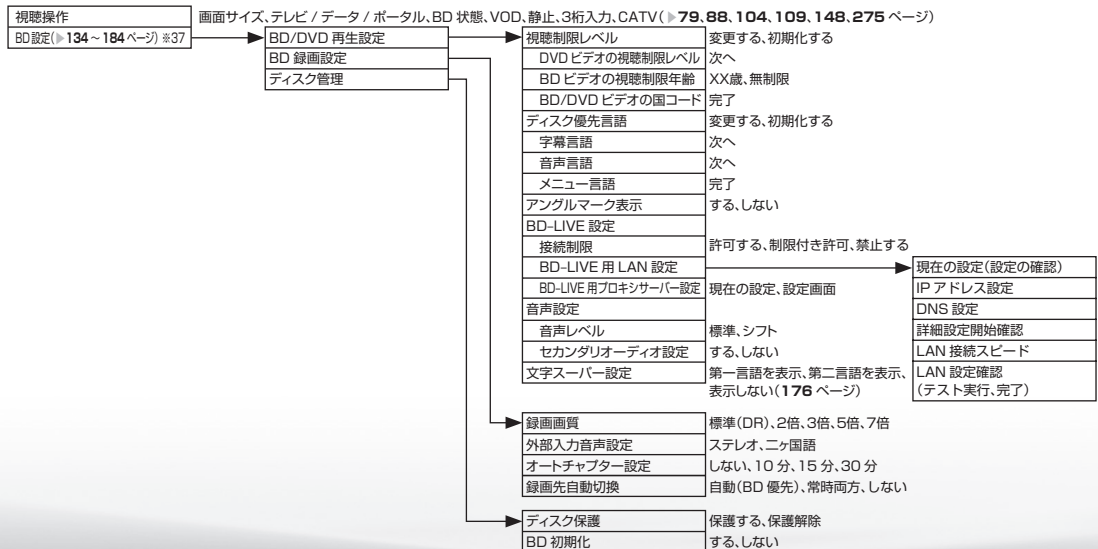 視聴操作 画面サイズ、テレビ / データ / ポータル、BD 状態、VOD、静止、3桁入力、CATV(▶79、88、104、109、148、275 ページ)
BD設定(▶134～184ページ) ※37
BD/DVD 再生設定
BD 録画設定
ディスク管理
視聴制限レベル 変更する、初期化する
DVD ビデオの視聴制限レベル 次へ
BD ビデオの視聴制限年齢 XX歳、無制限
BD/DVD ビデオの国コード 完了
ディスク優先言語 変更する、初期化する
字幕言語 次へ
音声言語 次へ
メニュー言語 完了
アングルマーク表示 する、しない
BD-LIVE 設定
接続制限 許可する、制限付き許可、禁止する
BD-LIVE 用 LAN 設定
BD-LIVE 用プロキシサーバー設定 現在の設定、設定画面
音声設定
音声レベル 標準、シフト
セカンダリオーディオ設定 する、しない
文字スーパー設定 第一言語を表示、第二言語を表示、
表示しない(176 ページ)
現在の設定(設定の確認)
IP アドレス設定
DNS 設定
詳細設定開始確認
LAN 接続スピード
LAN 設定確認
(テスト実行、完了)
録画画質 標準(DR)、2倍、3倍、5倍、7倍
外部入力音声設定 ステレオ、二ヶ国語
オートチャプター設定 しない、10 分、15 分、30 分
録画先自動切換 自動(BD 優先)、常時両方、しない
ディスク保護 保護する、保護解除
BD 初期化 する、しない